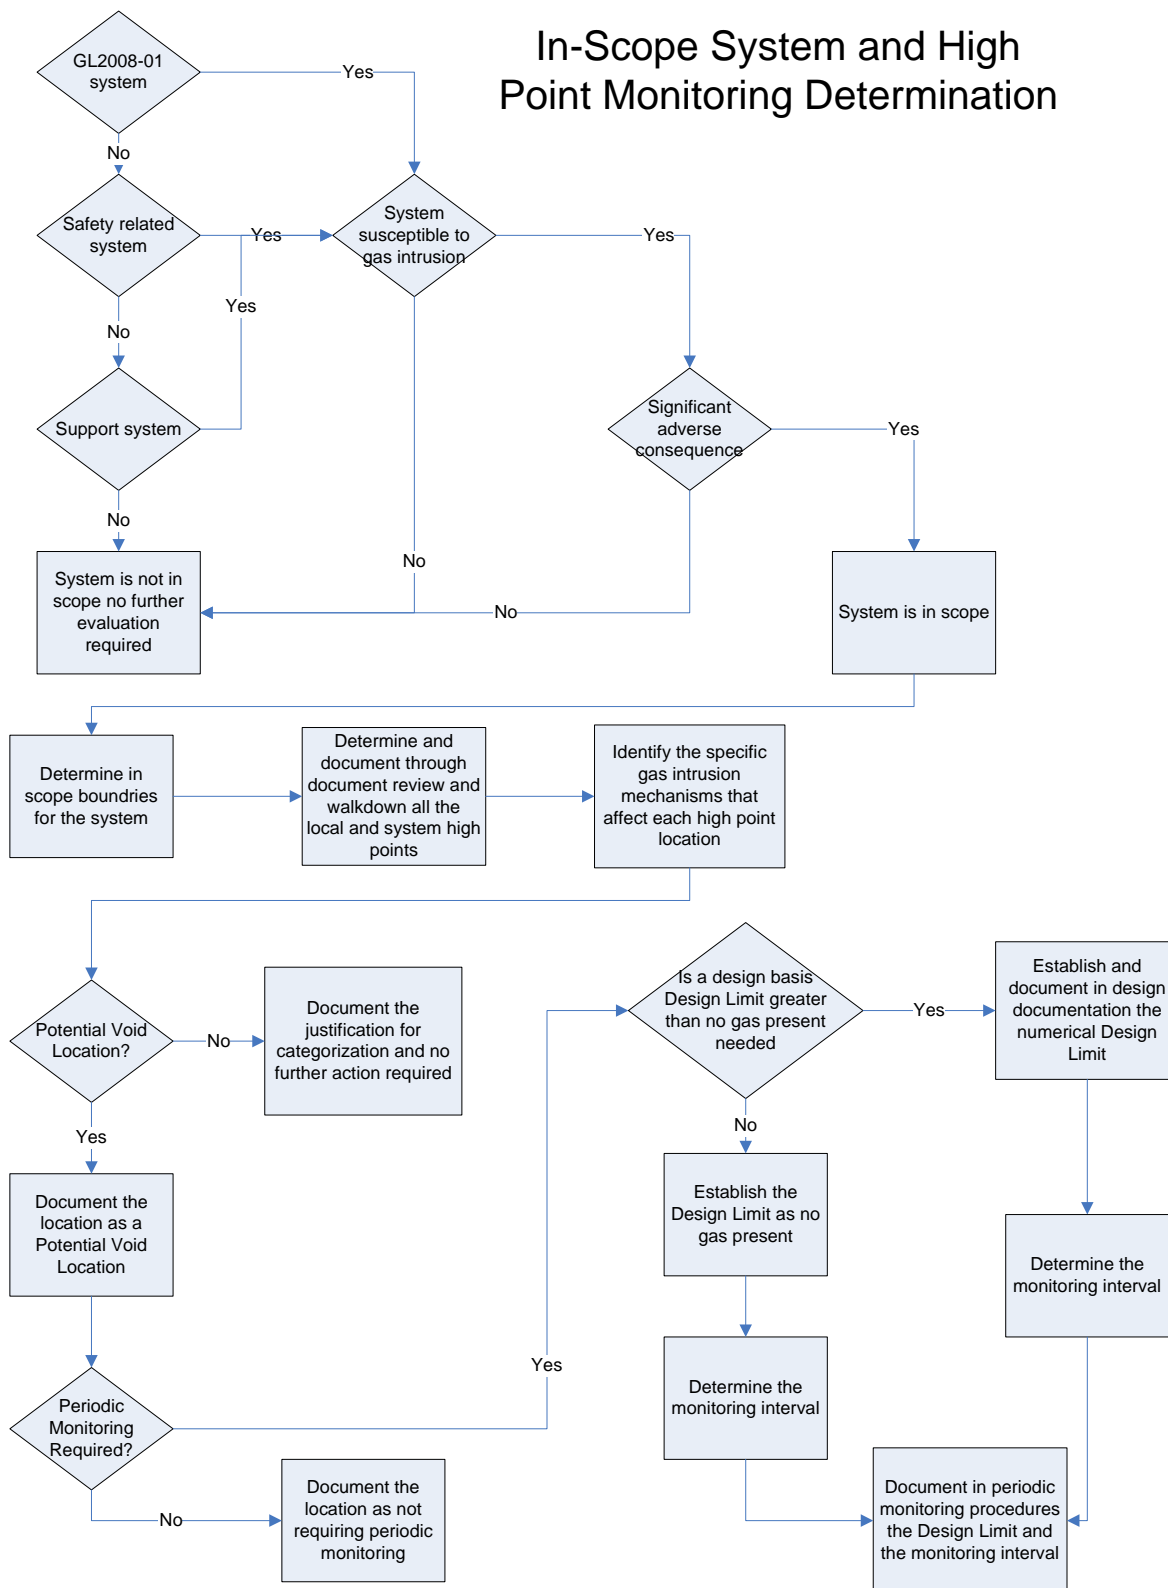 In-Scope System and High
Point Monitoring Determination
GL2008-01
system
Yes
No
Safety related
system
Yes
System
susceptible to
gas intrusion
Yes
Yes
No
Support system
Significant
adverse
consequence
Yes
No
System is not in
scope no further
evaluation
required
No
No
System is in scope
Determine in
scope boundries
for the system
Determine and
document through
document review and
walkdown all the
local and system high
points
Identify the specific
gas intrusion
mechanisms that
affect each high point
location
Potential Void
Location?
No
Document the
justification for
categorization and no
further action required
Is a design basis
Design Limit greater
than no gas present
needed
Yes
Establish and
document in design
documentation the
numerical Design
Limit
Yes
No
Document the
location as a
Potential Void
Location
Establish the
Design Limit as no
gas present
Determine the
monitoring interval
Yes
Periodic
Monitoring
Required?
Determine the
monitoring interval
No
Document the
location as not
requiring periodic
monitoring
Document in periodic
monitoring procedures
the Design Limit and
the monitoring interval